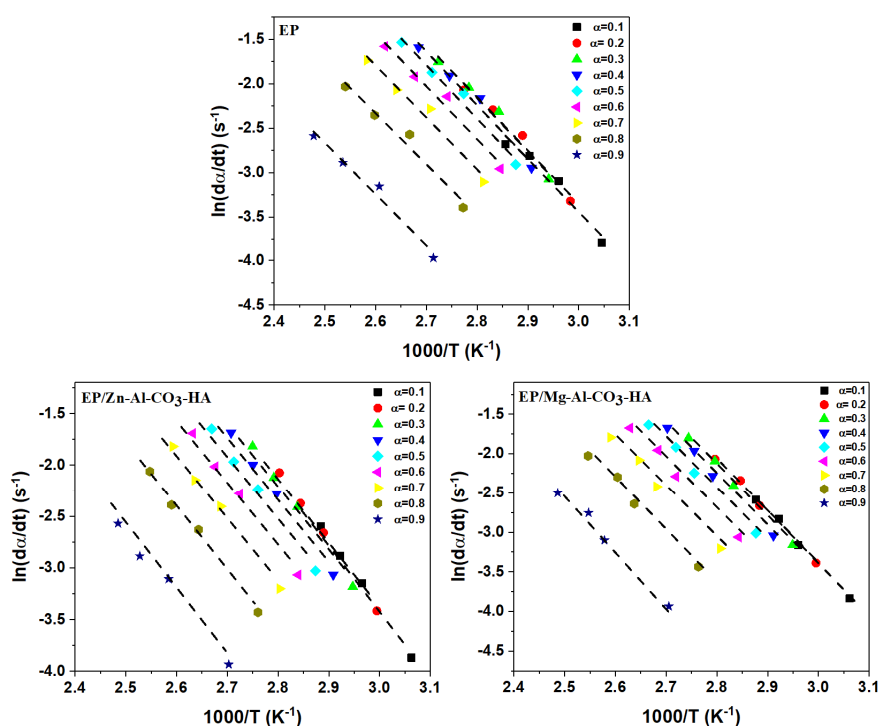 EP
α=0.1
α= 0.2
α=0.3
α=0.4
α=0.5
α=0.6
α=0.7
α=0.8
α=0.9
-1.5
-2.0
-2.5
-3.0
-3.5
-4.0
-4.5
ln(dα/dt) (s⁻¹)
2.4 2.5 2.6 2.7 2.8 2.9 3.0 3.1
1000/T (K⁻¹)
EP/Zn-Al-CO₃-HA
α=0.1
α= 0.2
α=0.3
α=0.4
α=0.5
α=0.6
α=0.7
α=0.8
α=0.9
-1.0
-1.5
-2.0
-2.5
-3.0
-3.5
-4.0
ln(dα/dt) (s⁻¹)
2.4 2.5 2.6 2.7 2.8 2.9 3.0 3.1
1000/T (K⁻¹)
EP/Mg-Al-CO₃-HA
α=0.1
α= 0.2
α=0.3
α=0.4
α=0.5
α=0.6
α=0.7
α=0.8
α=0.9
-1.5
-2.0
-2.5
-3.0
-3.5
-4.0
-4.5
ln(dα/dt) (s⁻¹)
2.4 2.5 2.6 2.7 2.8 2.9 3.0 3.1
1000/T (K⁻¹)